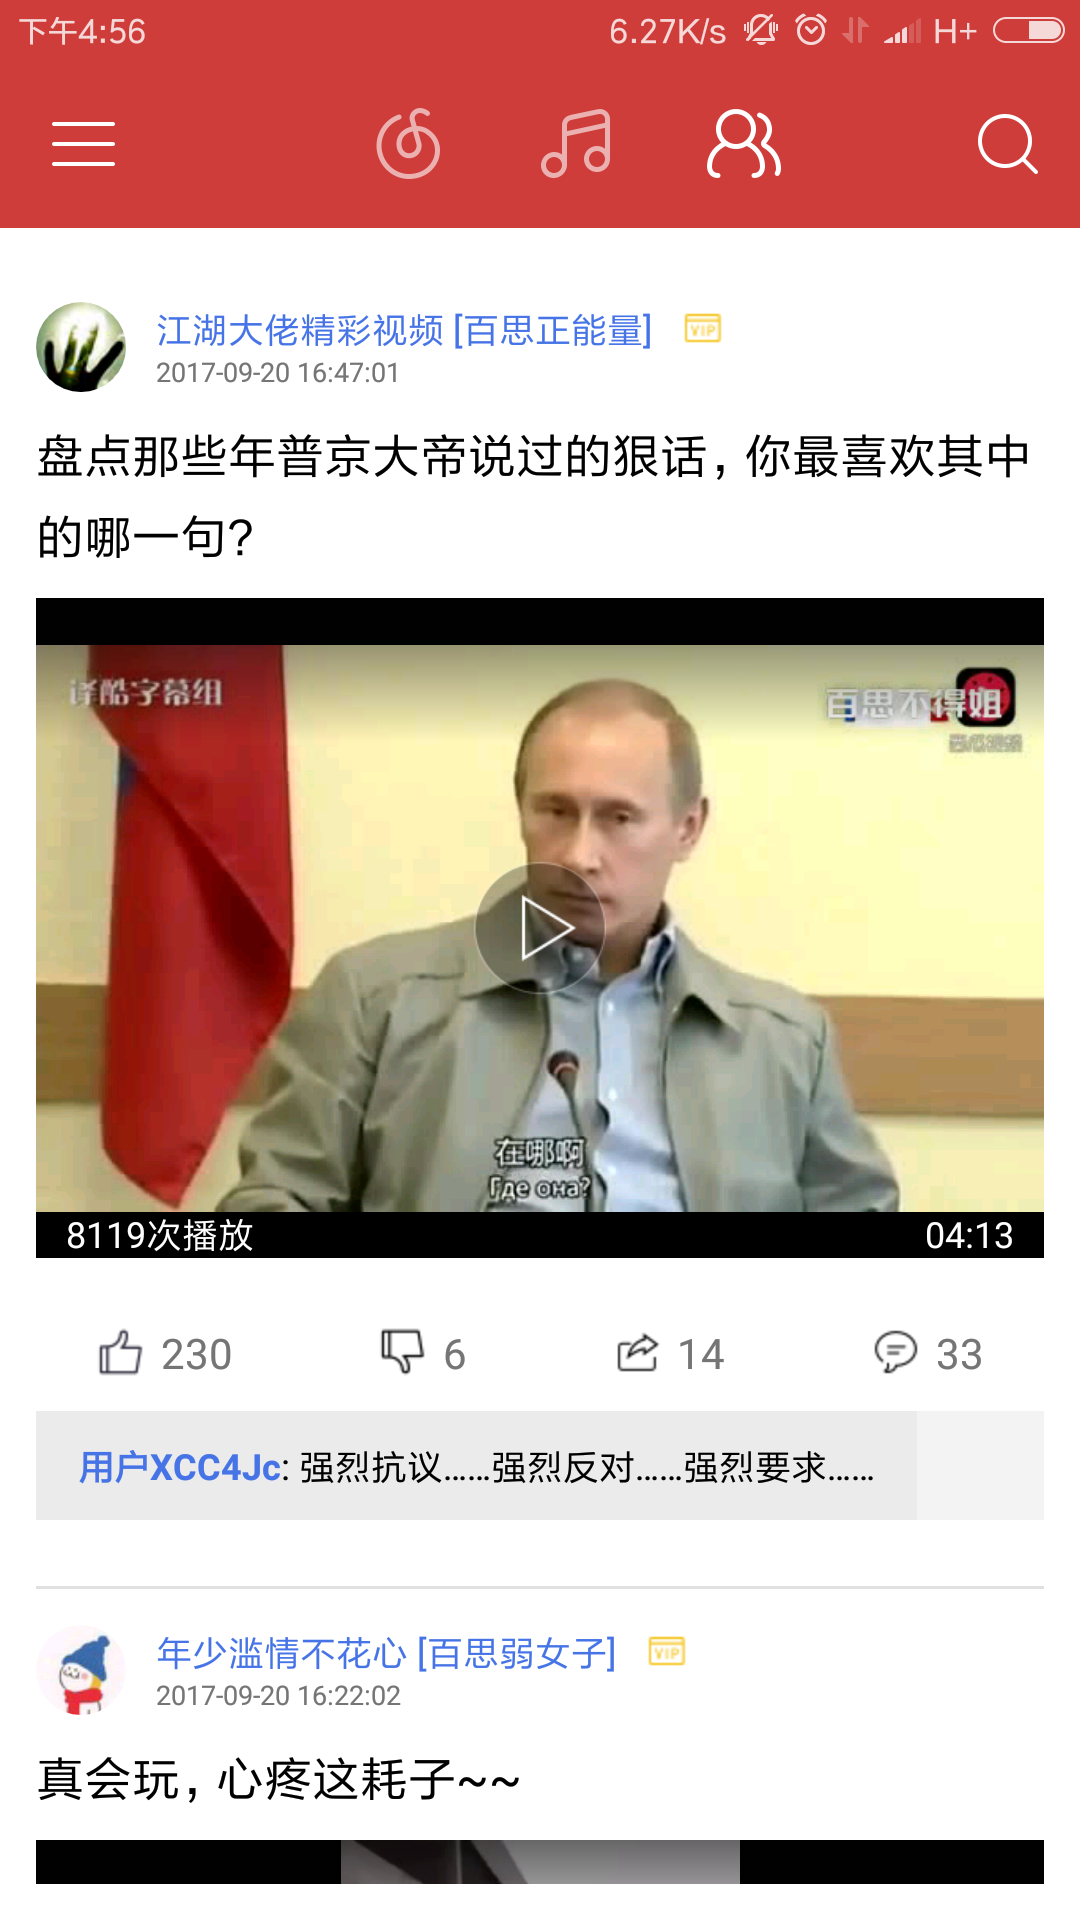 下午4:56
6.27K/s
H+
江湖大佬精彩视频 [百思正能量]
VIP
2017-09-20 16:47:01
盘点那些年普京大帝说过的狠话，你最喜欢其中
的哪一句？
译酷字幕组
百思不得姐
西瓜视频
在哪啊
Где она?
8119次播放
04:13
230
6
14
33
用户XCC4Jc: 强烈抗议……强烈反对……强烈要求……
年少滥情不花心 [百思弱女子]
VIP
2017-09-20 16:22:02
真会玩，心疼这耗子~~